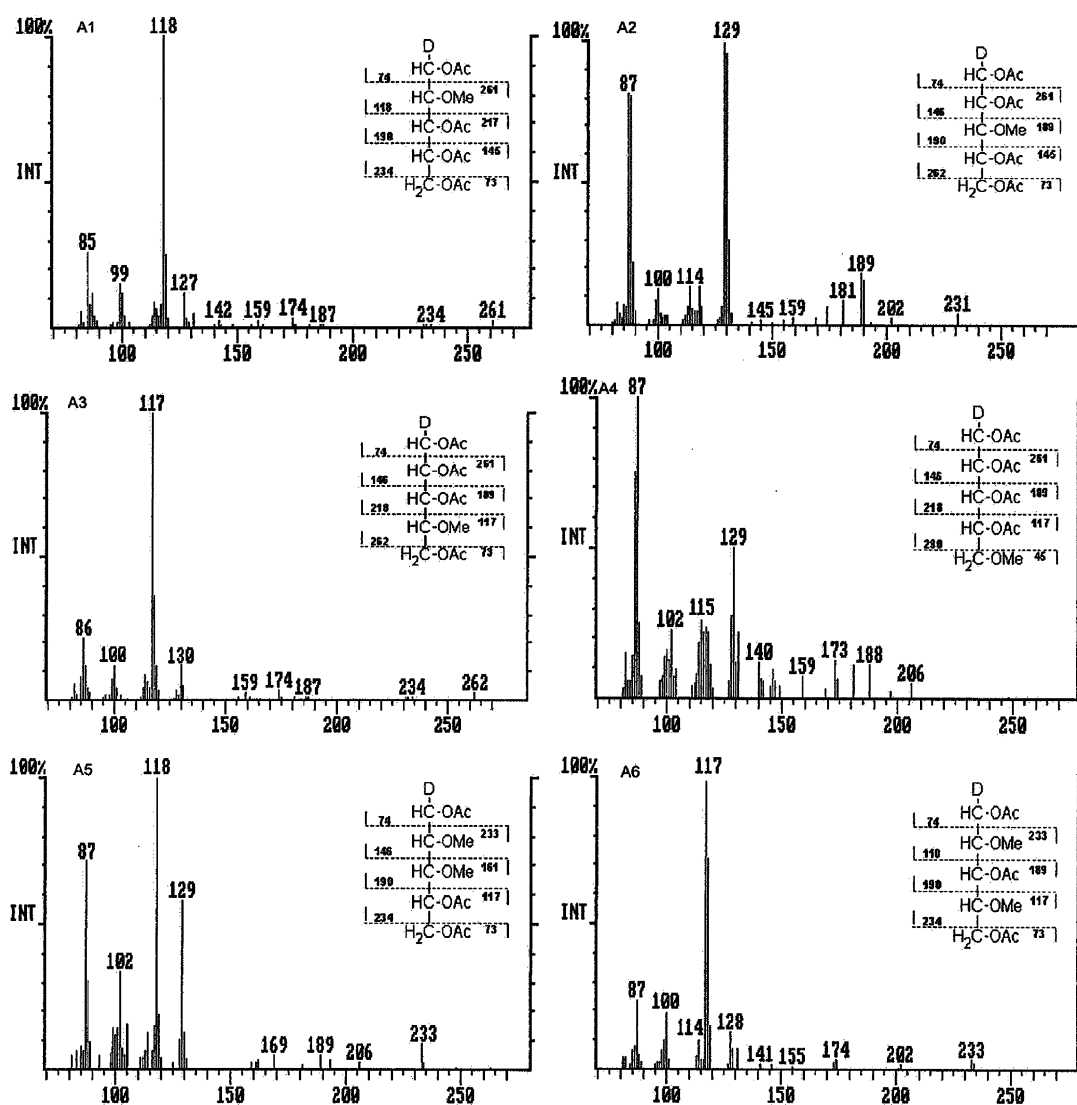 100% A1 118
D
HC-OAc
74
HC-OMe 261
118
HC-OAc 217
190
HC-OAc 145
234
H2C-OAc 73
INT
85
99
127
142 159 174 187 234 261
100 150 200 250
100% A2 129
87
D
HC-OAc
74
HC-OAc 261
146
HC-OMe 189
190
HC-OAc 145
262
H2C-OAc 73
INT
100 114 189
181
145 159 202 231
100 150 200 250
100% A3 117
D
HC-OAc
74
HC-OAc 261
146
HC-OAc 189
218
HC-OMe 117
262
H2C-OAc 73
INT
86
100 130
159 174 187 234 262
100 150 200 250
100% A4 87
D
HC-OAc
74
HC-OAc 261
HC-OAc 189
218
HC-OAc 117
H2C-OMe 45
INT
129
102 115
140 159 173 188 206
100 150 200 250
100% A5 118
87
D
HC-OAc
74
HC-OMe 233
146
HC-OMe 161
190
HC-OAc 117
234
H2C-OAc 73
INT
129
102
169 189 206 233
100 150 200 250
100% A6 117
D
HC-OAc
74
HC-OMe 233
HC-OAc 189
190
HC-OMe 117
234
H2C-OAc 73
INT
87
100
114 128
141 155 174 202 233
100 150 200 250